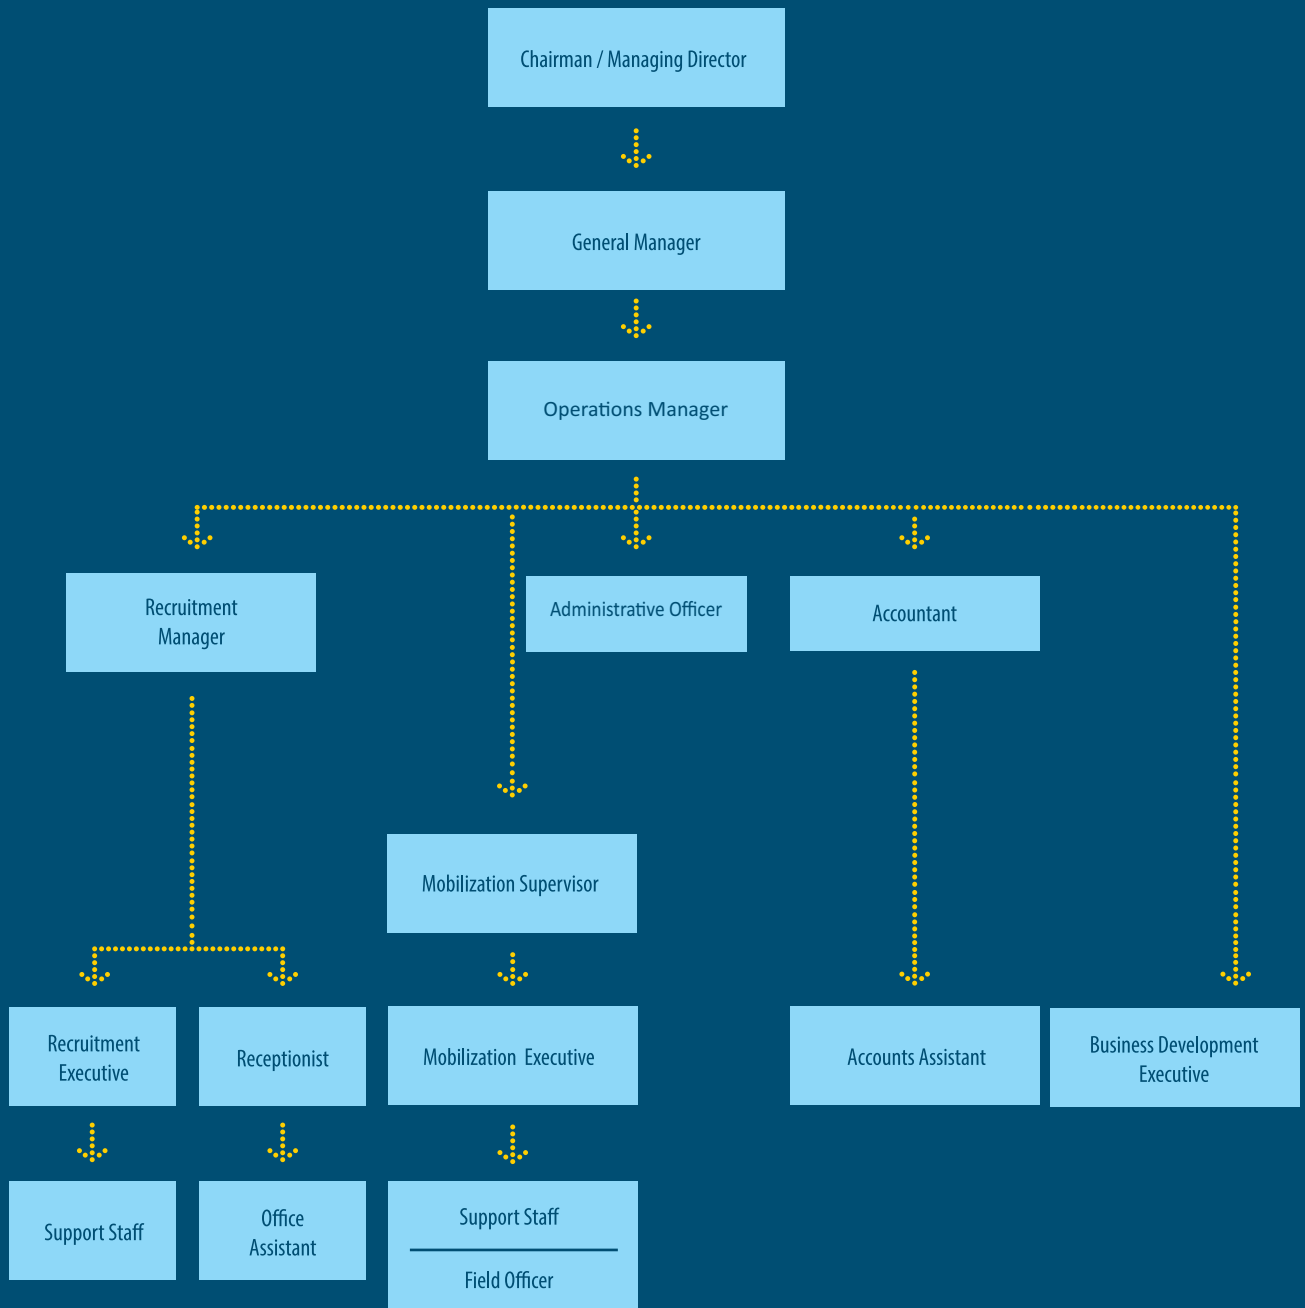 Chairman / Managing Director
General Manager
Operations Manager
Recruitment
Manager
Administrative Officer
Accountant
Mobilization Supervisor
Recruitment
Executive
Receptionist
Mobilization Executive
Accounts Assistant
Business Development
Executive
Support Staff
Office
Assistant
Support Staff
Field Officer